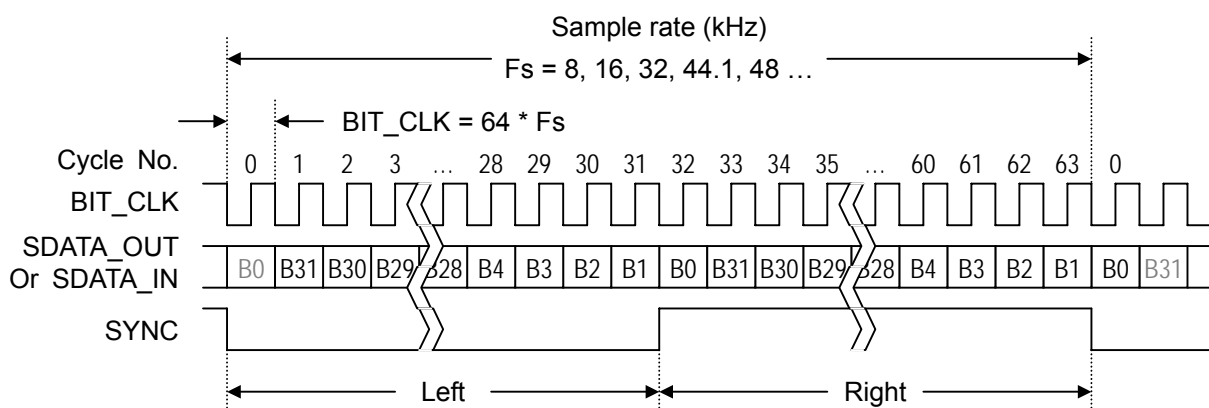 Sample rate (kHz)
Fs = 8, 16, 32, 44.1, 48 ...
BIT_CLK = 64 * Fs
Cycle No. 0 1 2 3 ... 28 29 30 31 32 33 34 35 ... 60 61 62 63 0
BIT_CLK
SDATA_OUT
Or SDATA_IN
B0 B31 B30 B29 B28 B4 B3 B2 B1 B0 B31 B30 B29 B28 B4 B3 B2 B1 B0 B31
SYNC
Left Right